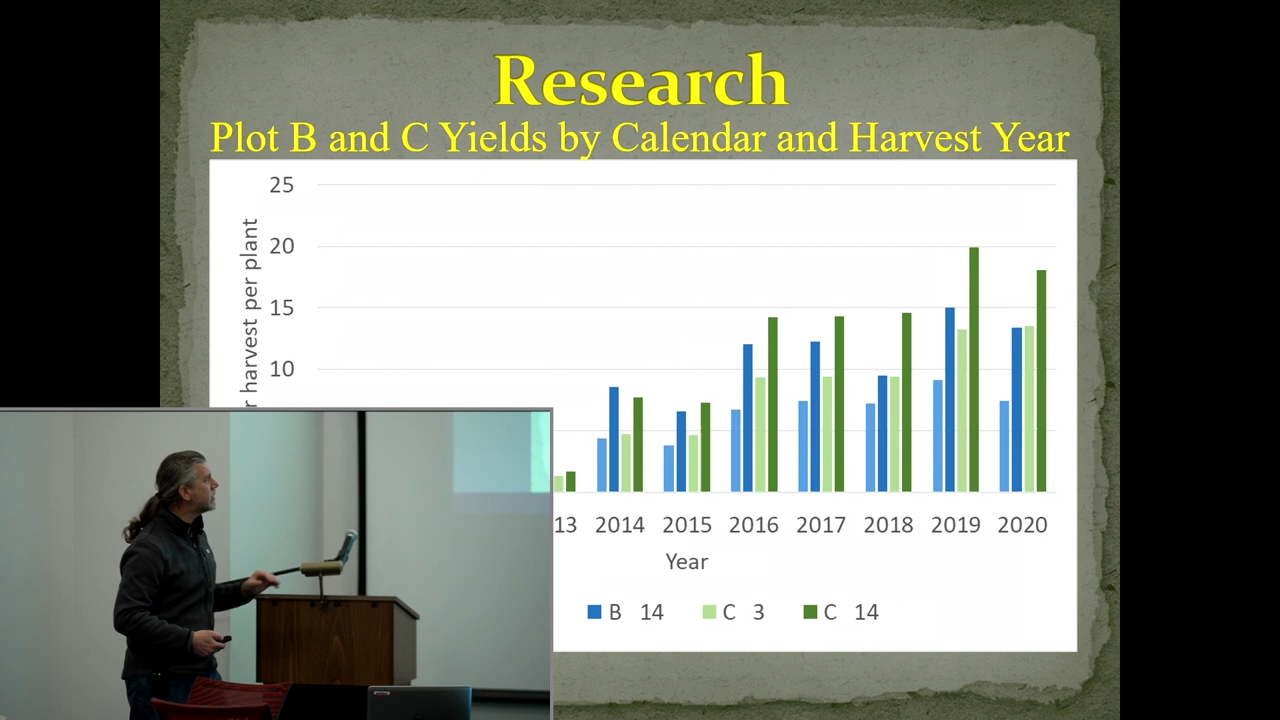 Research
Plot B and C Yields by Calendar and Harvest Year
25
20
15
10
harvest per plant
13 2014 2015 2016 2017 2018 2019 2020
Year
B 14 C 3 C 14